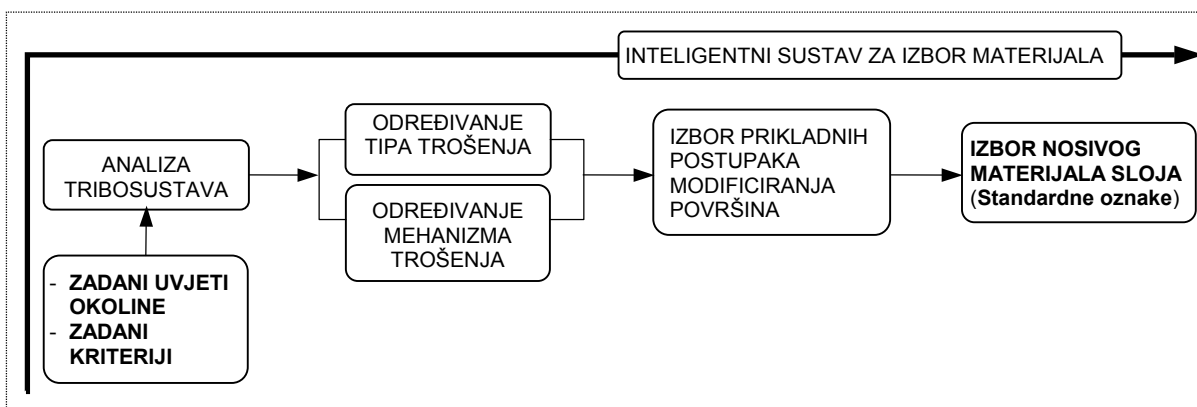 INTELIGENTNI SUSTAV ZA IZBOR MATERIJALA
ANALIZA
TRIBOSUSTAVA
- ZADANI UVJETI
OKOLINE
- ZADANI
KRITERIJI
ODREĐIVANJE
TIPA TROŠENJA
ODREĐIVANJE
MEHANIZMA
TROŠENJA
IZBOR PRIKLADNIH
POSTUPAKA
MODIFICIRANJA
POVRŠINA
IZBOR NOSIVOG
MATERIJALA SLOJA
(Standardne oznake)